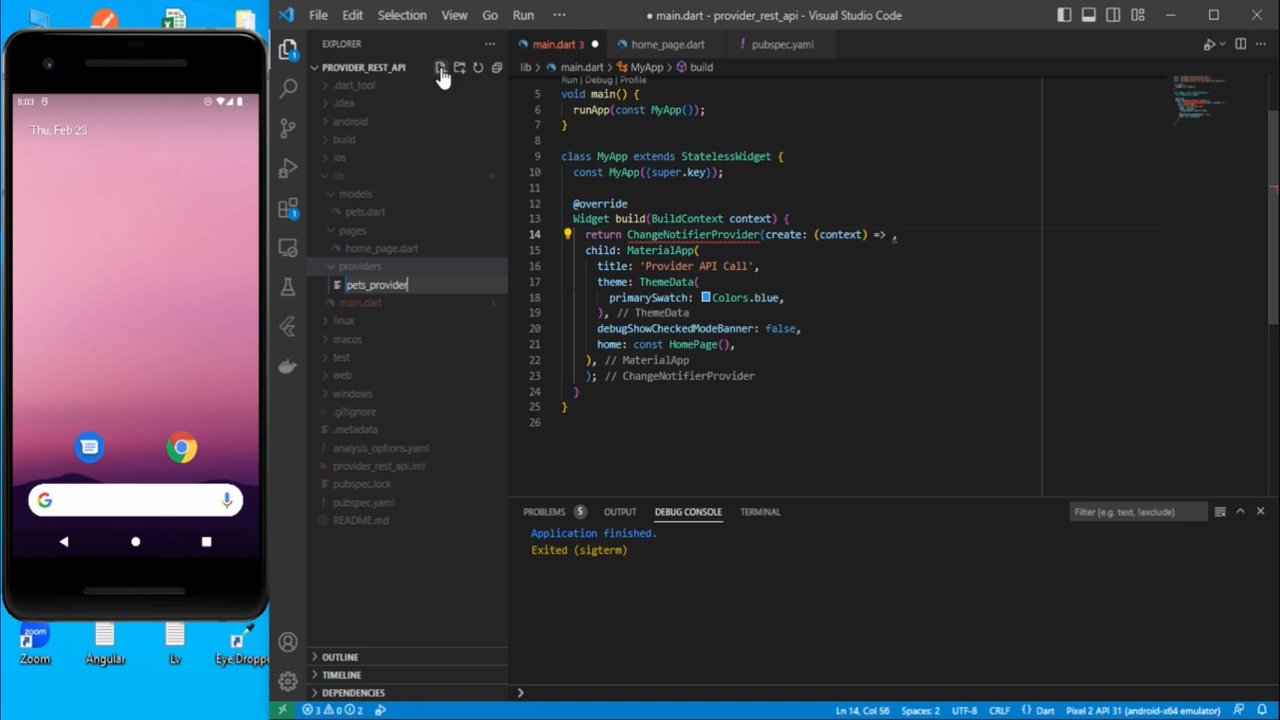 File Edit Selection View Go Run ··· ● main.dart - provider_rest_api - Visual Studio Code
EXPLORER
PROVIDER_REST_API
.dart_tool
.idea
android
build
ios
lib
models
pets.dart
pages
home_page.dart
providers
pets_provider
main.dart 3
linux
macos
test
web
windows
.gitignore
.metadata
analysis_options.yaml
provider_rest_api.iml
pubspec.lock
pubspec.yaml
README.md
OUTLINE
TIMELINE
DEPENDENCIES
main.dart 3 ● home_page.dart pubspec.yaml
lib > main.dart > MyApp > build
Run | Debug | Profile
5 void main() {
6 runApp(const MyApp());
7 }
8
9 class MyApp extends StatelessWidget {
10 const MyApp({super.key});
11
12 @override
13 Widget build(BuildContext context) {
14 return ChangeNotifierProvider(create: (context) => ,
15 child: MaterialApp(
16 title: 'Provider API Call',
17 theme: ThemeData(
18 primarySwatch: Colors.blue,
19 ), // ThemeData
20 debugShowCheckedModeBanner: false,
21 home: const HomePage(),
22 ), // MaterialApp
23 ); // ChangeNotifierProvider
24 }
25 }
26
PROBLEMS 5 OUTPUT DEBUG CONSOLE TERMINAL Filter (e.g. text, !exclude)
Application finished.
Exited (sigterm)
3 0 2 Ln 14, Col 56 Spaces: 2 UTF-8 CRLF {} Dart Pixel 2 API 31 (android-x64 emulator)
6:03
Thu, Feb 23
G
Zoom Angular Lv Eye Droppe
zoom
1
1